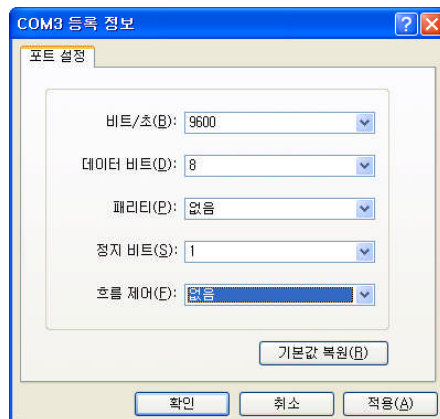 COM3 등록 정보
포트 설정
비트/초(B): 9600
데이터 비트(D): 8
패리티(P): 없음
정지 비트(S): 1
흐름 제어(F): 없음
기본값 복원(R)
확인 취소 적용(A)